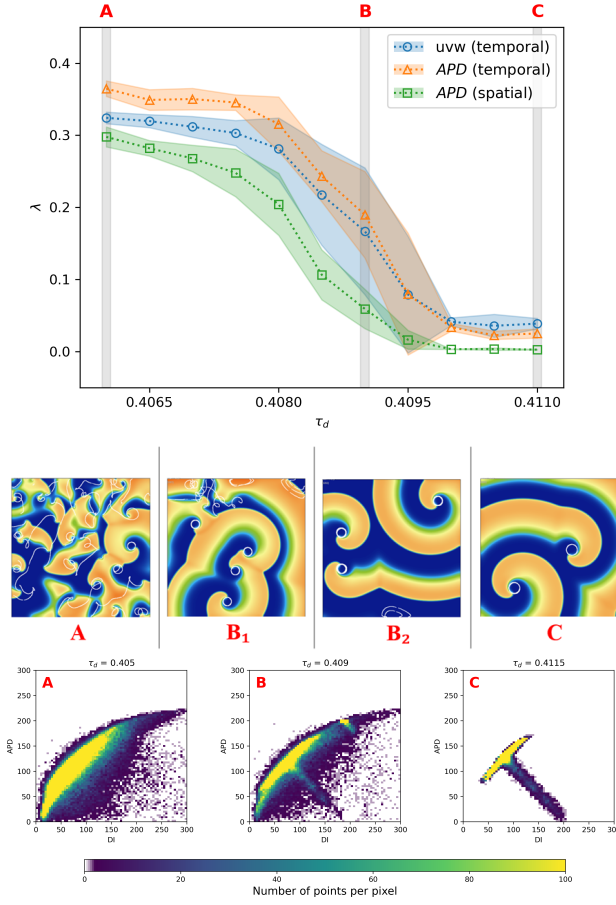 A B C
0.4
0.3
0.2
0.1
0.0
λ
uvw (temporal)
APD (temporal)
APD (spatial)
0.4065 0.4080 0.4095 0.4110
τd
A B1 B2 C
τd = 0.405 τd = 0.409 τd = 0.4115
A B C
300 300 300
250 250 250
200 200 200
150 150 150
100 100 100
50 50 50
0 0 0
APD APD APD
0 50 100 150 200 250 300 0 50 100 150 200 250 300 0 50 100 150 200 250 300
DI DI DI
0 20 40 60 80 100
Number of points per pixel